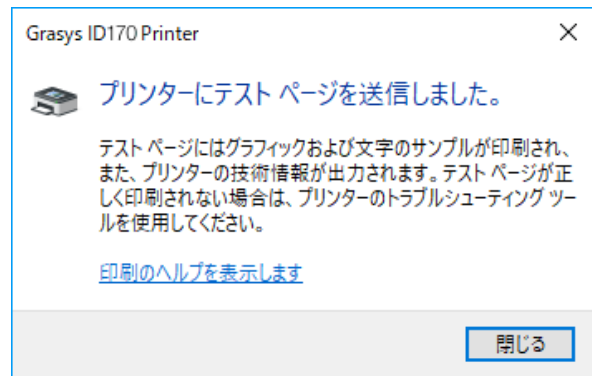 Grasys ID170 Printer
プリンターにテスト ページを送信しました。
テスト ページにはグラフィックおよび文字のサンプルが印刷され、
また、プリンターの技術情報が出力されます。テスト ページが正
しく印刷されない場合は、プリンターのトラブルシューティング ツー
ルを使用してください。
印刷のヘルプを表示します
閉じる